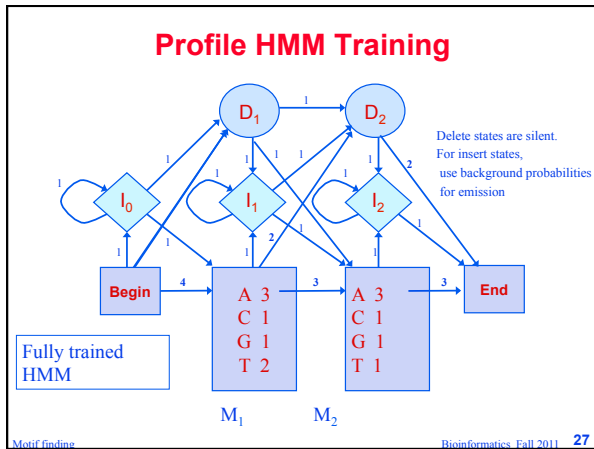 Profile HMM Training
D1 1 D2
Delete states are silent.
For insert states,
use background probabilities
for emission
1 1 1 1 1 1 2
1 1 1
I0 I1 I2
1 2 1 1
1 1 1
Begin 4 3 3 End
A 3
C 1
G 1
T 2
A 3
C 1
G 1
T 1
Fully trained
HMM
M1 M2
Motif finding
Bioinformatics Fall 2011 27